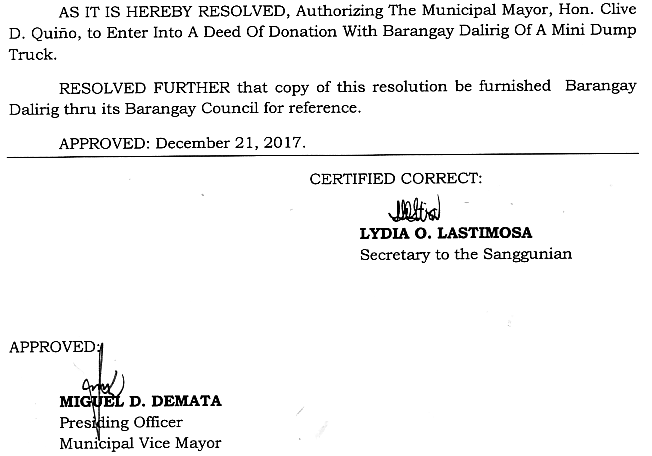 AS IT IS HEREBY RESOLVED, Authorizing The Municipal Mayor, Hon. Clive
D. Quiño, to Enter Into A Deed Of Donation With Barangay Dalirig Of A Mini Dump
Truck.
RESOLVED FURTHER that copy of this resolution be furnished Barangay
Dalirig thru its Barangay Council for reference.
APPROVED: December 21, 2017.
CERTIFIED CORRECT:
LYDIA O. LASTIMOSA
Secretary to the Sanggunian
APPROVED:
MIGUEL D. DEMATA
Presiding Officer
Municipal Vice Mayor